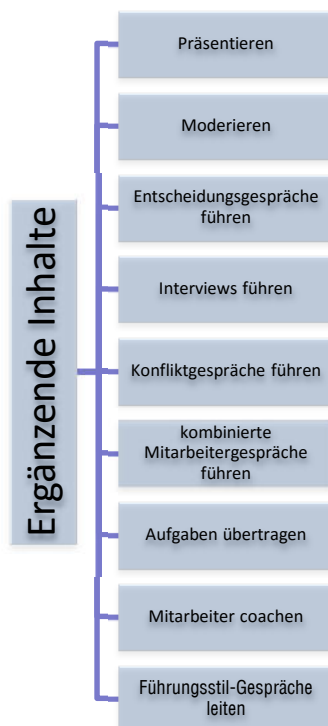 Ergänzende Inhalte
Präsentieren
Moderieren
Entscheidungsgespräche
führen
Interviews führen
Konfliktgespräche führen
kombinierte
Mitarbeitergespräche
führen
Aufgaben übertragen
Mitarbeiter coachen
Führungsstil-Gespräche
leiten